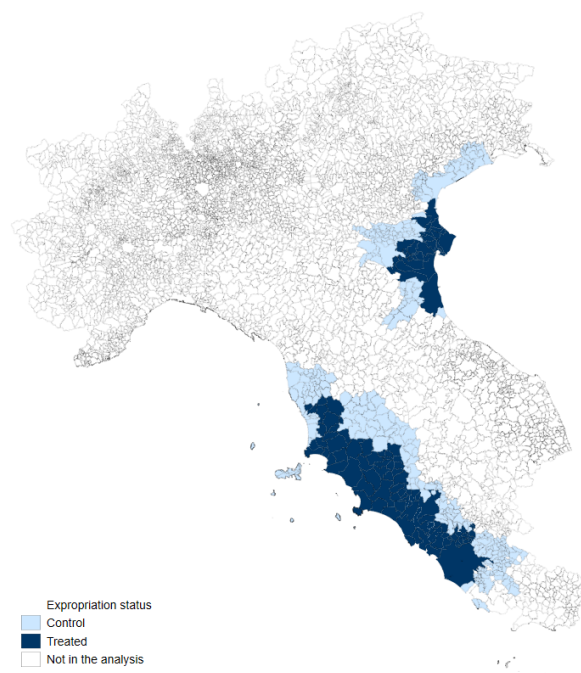 Expropriation status
Control
Treated
Not in the analysis